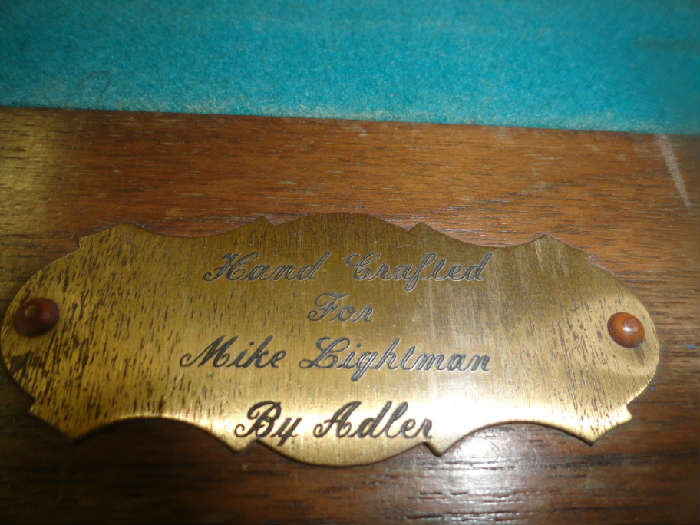 Hand Crafted
For
Mike Lightman
By Adler